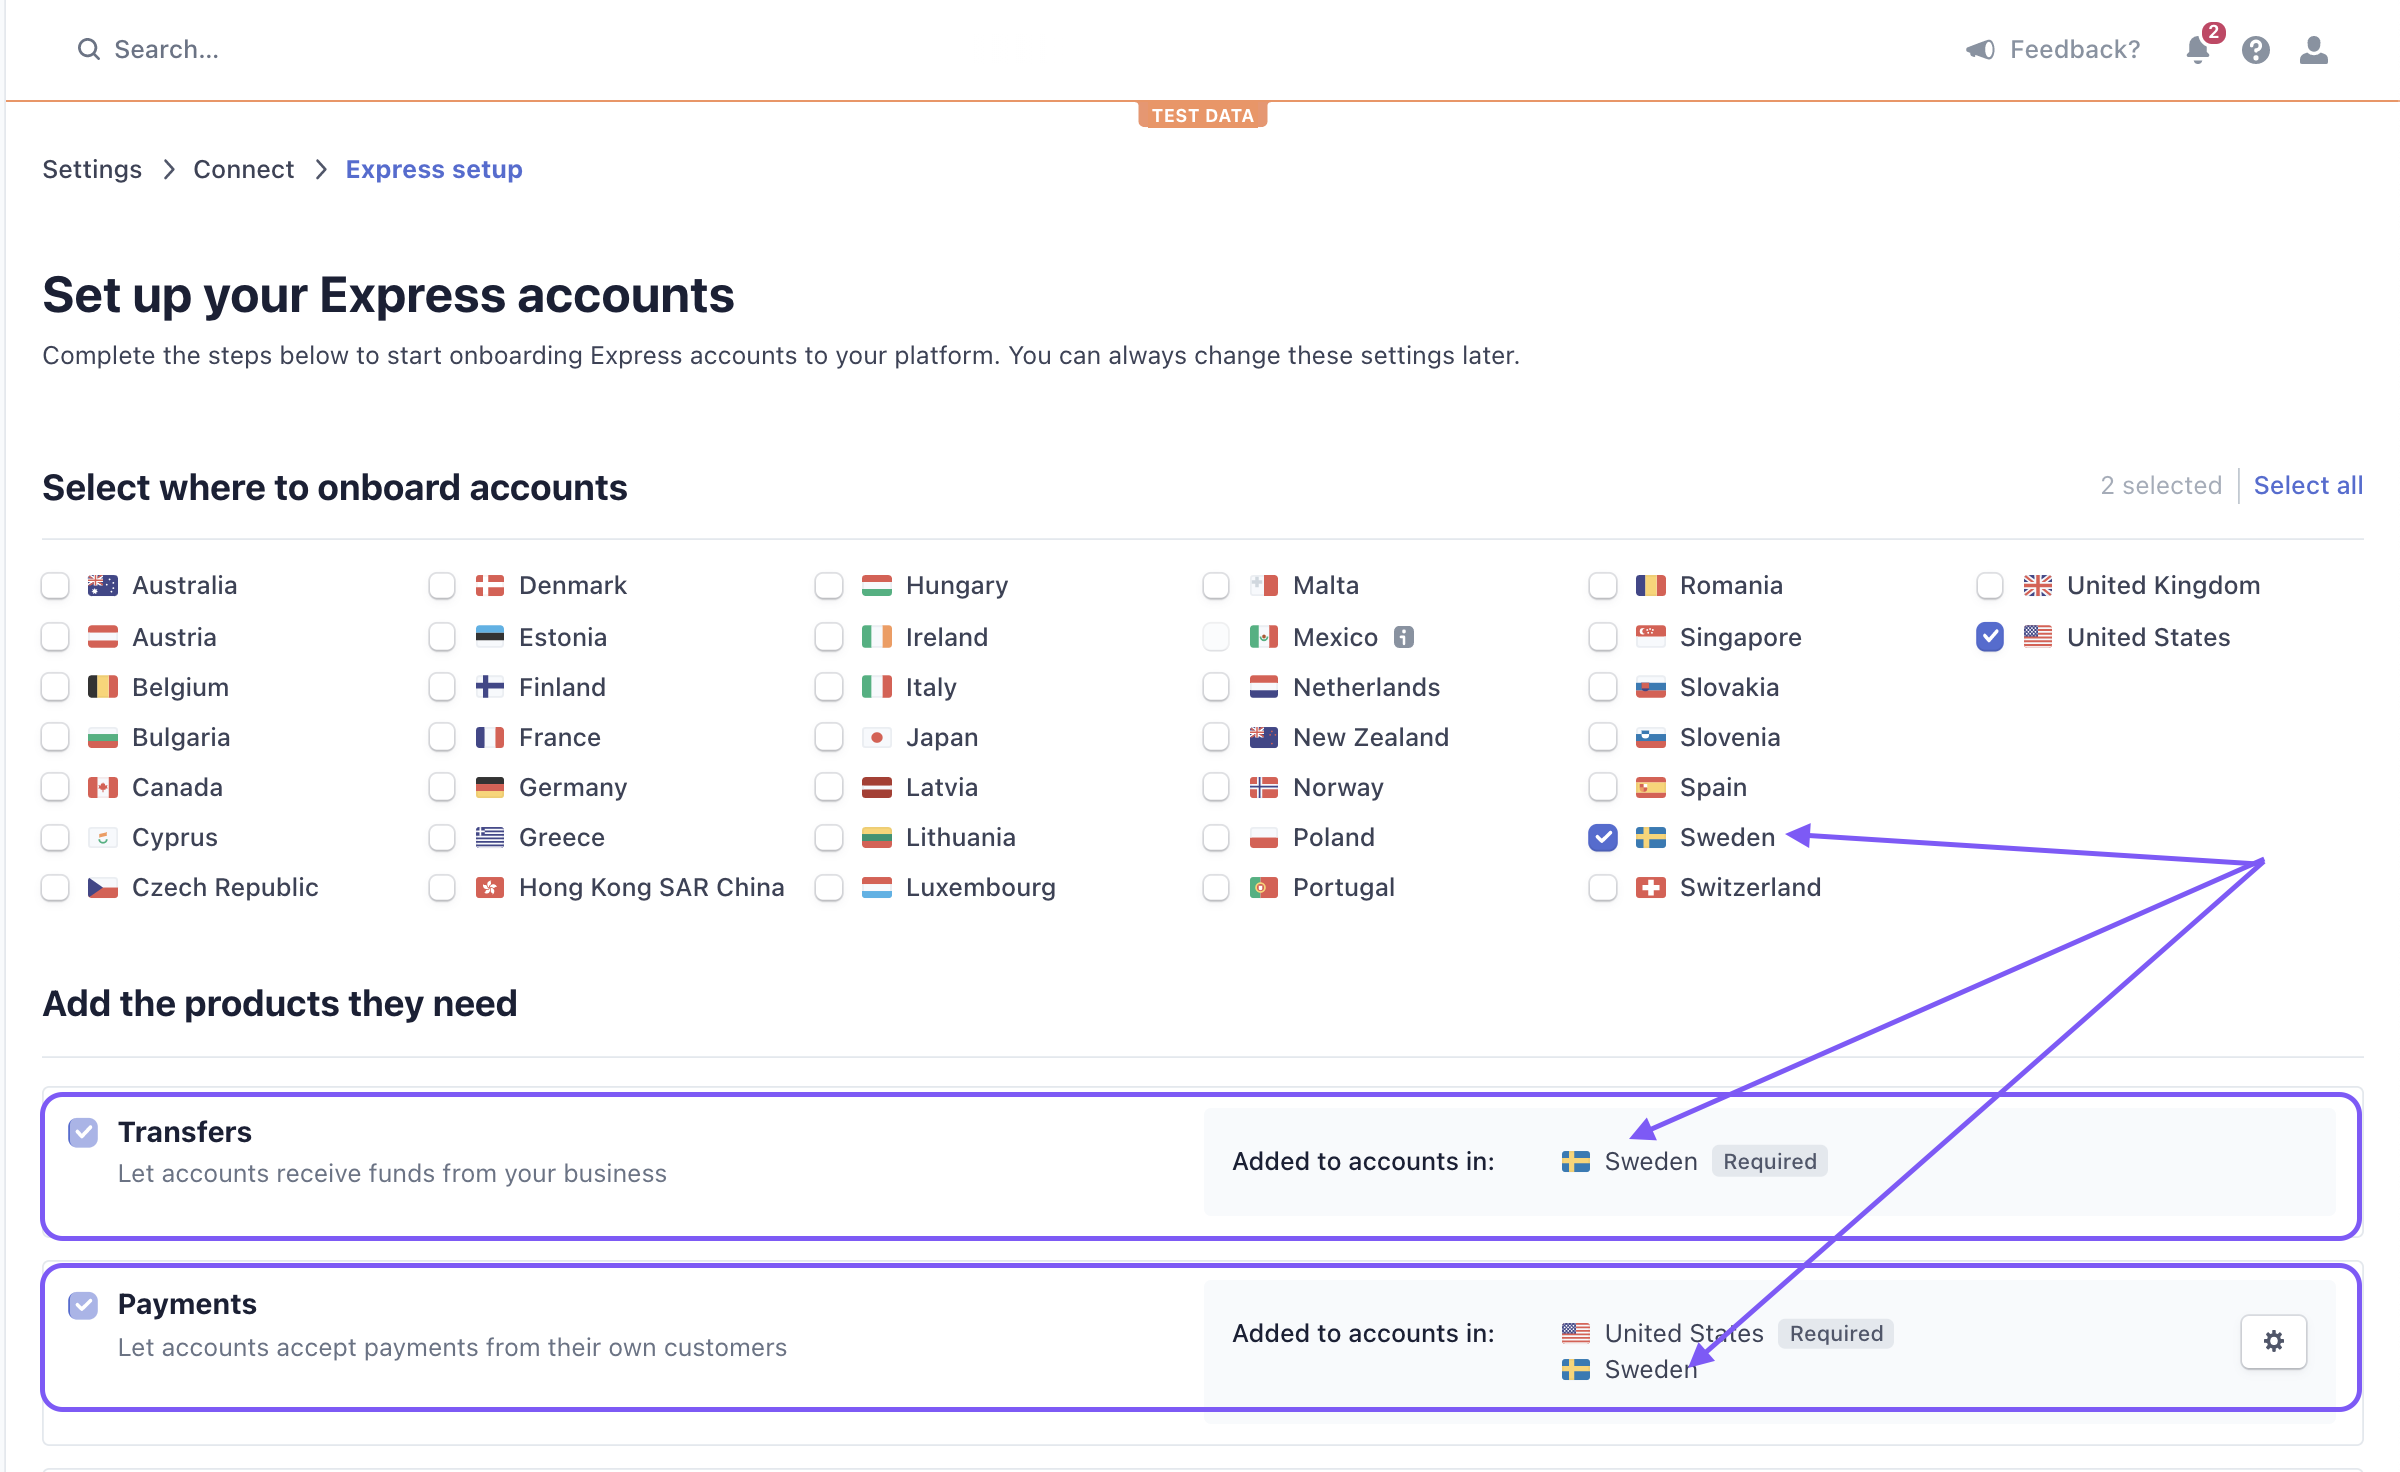 Search...
Feedback?
2
TEST DATA
Settings > Connect > Express setup
Set up your Express accounts
Complete the steps below to start onboarding Express accounts to your platform. You can always change these settings later.
Select where to onboard accounts
2 selected
Select all
Australia
Austria
Belgium
Bulgaria
Canada
Cyprus
Czech Republic
Denmark
Estonia
Finland
France
Germany
Greece
Hong Kong SAR China
Hungary
Ireland
Italy
Japan
Latvia
Lithuania
Luxembourg
Malta
Mexico
Netherlands
New Zealand
Norway
Poland
Portugal
Romania
Singapore
Slovakia
Slovenia
Spain
Sweden
Switzerland
United Kingdom
United States
Add the products they need
Transfers
Let accounts receive funds from your business
Added to accounts in:
Sweden Required
Payments
Let accounts accept payments from their own customers
Added to accounts in:
United States Required
Sweden